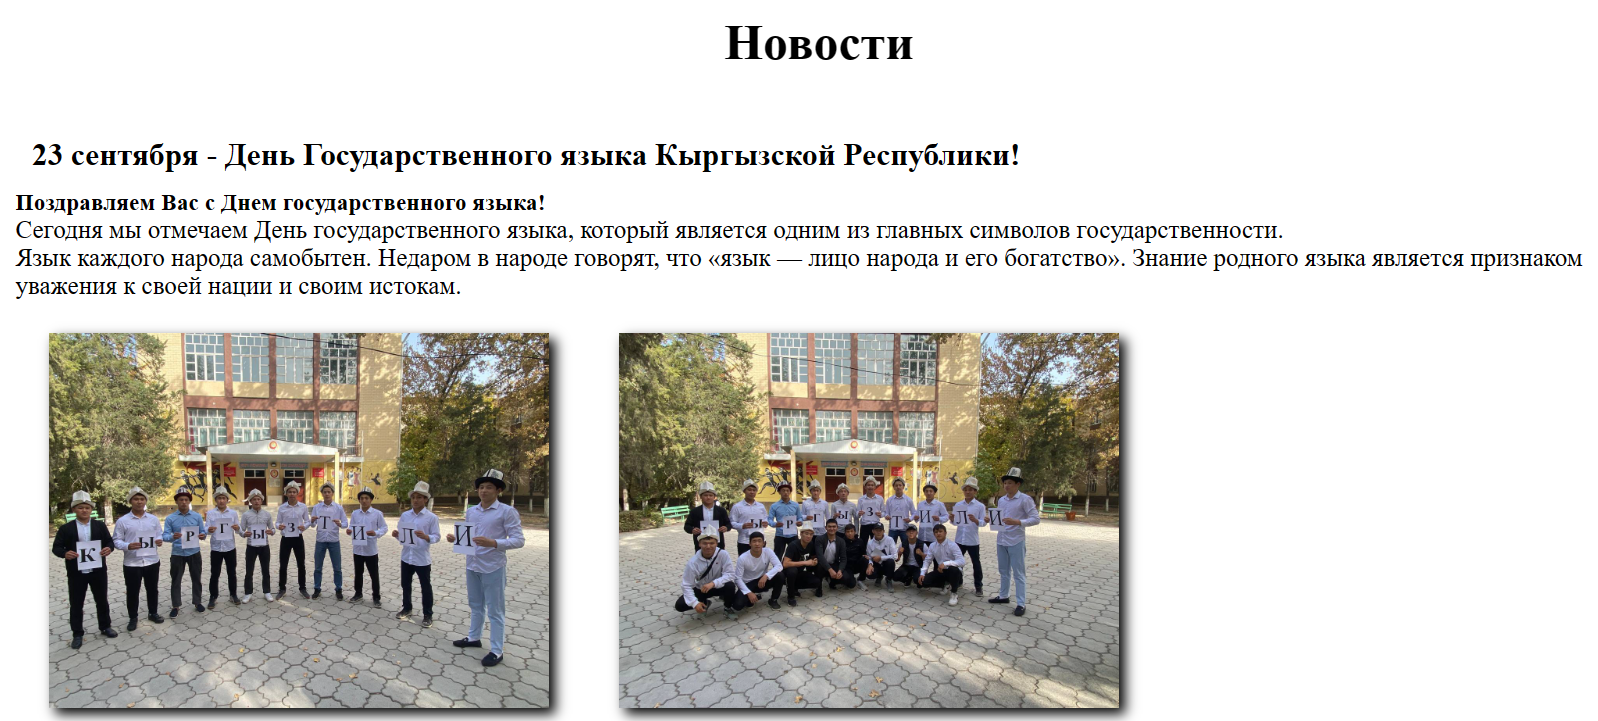 Новости
23 сентября - День Государственного языка Кыргызской Республики!
Поздравляем Вас с Днем государственного языка!
Сегодня мы отмечаем День государственного языка, который является одним из главных символов государственности.
Язык каждого народа самобытен. Недаром в народе говорят, что «язык — лицо народа и его богатство». Знание родного языка является признаком
уважения к своей нации и своим истокам.
К Ы Р Г Ы З Т И Л И
Ы Р Г Ы З Т И Л И